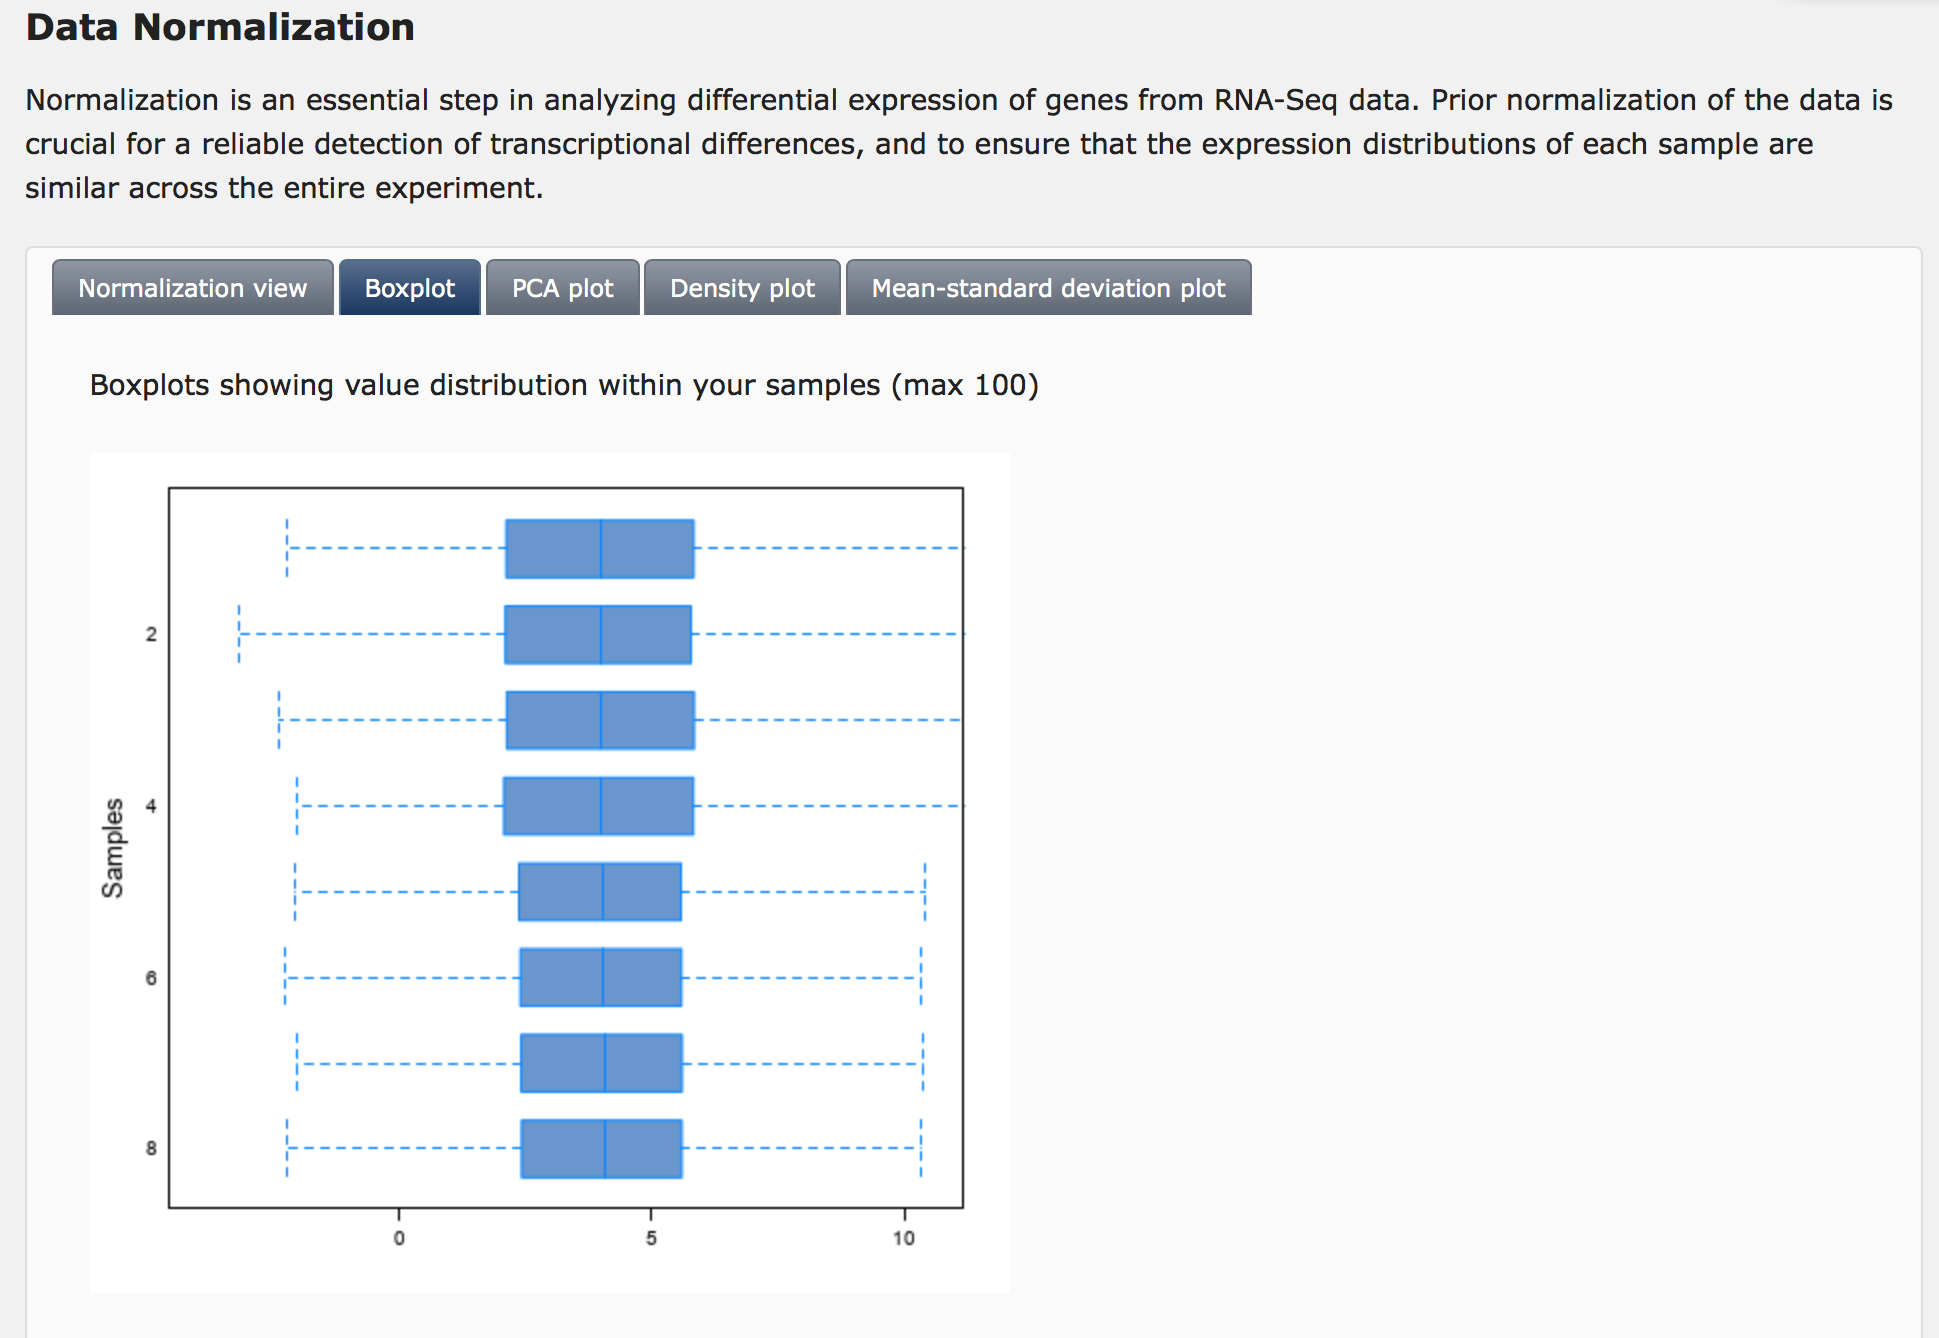 Data Normalization
Normalization is an essential step in analyzing differential expression of genes from RNA-Seq data. Prior normalization of the data is
crucial for a reliable detection of transcriptional differences, and to ensure that the expression distributions of each sample are
similar across the entire experiment.
Normalization view
Boxplot
PCA plot
Density plot
Mean-standard deviation plot
Boxplots showing value distribution within your samples (max 100)
Samples
2
4
6
8
0
5
10